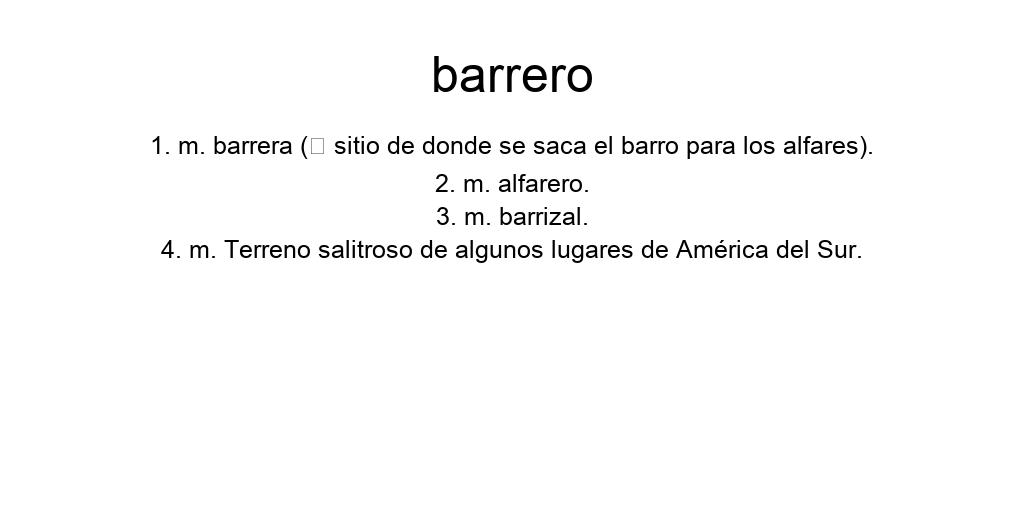 barrero
1. m. barrera (□ sitio de donde se saca el barro para los alfares).
2. m. alfarero.
3. m. barrizal.
4. m. Terreno salitroso de algunos lugares de América del Sur.